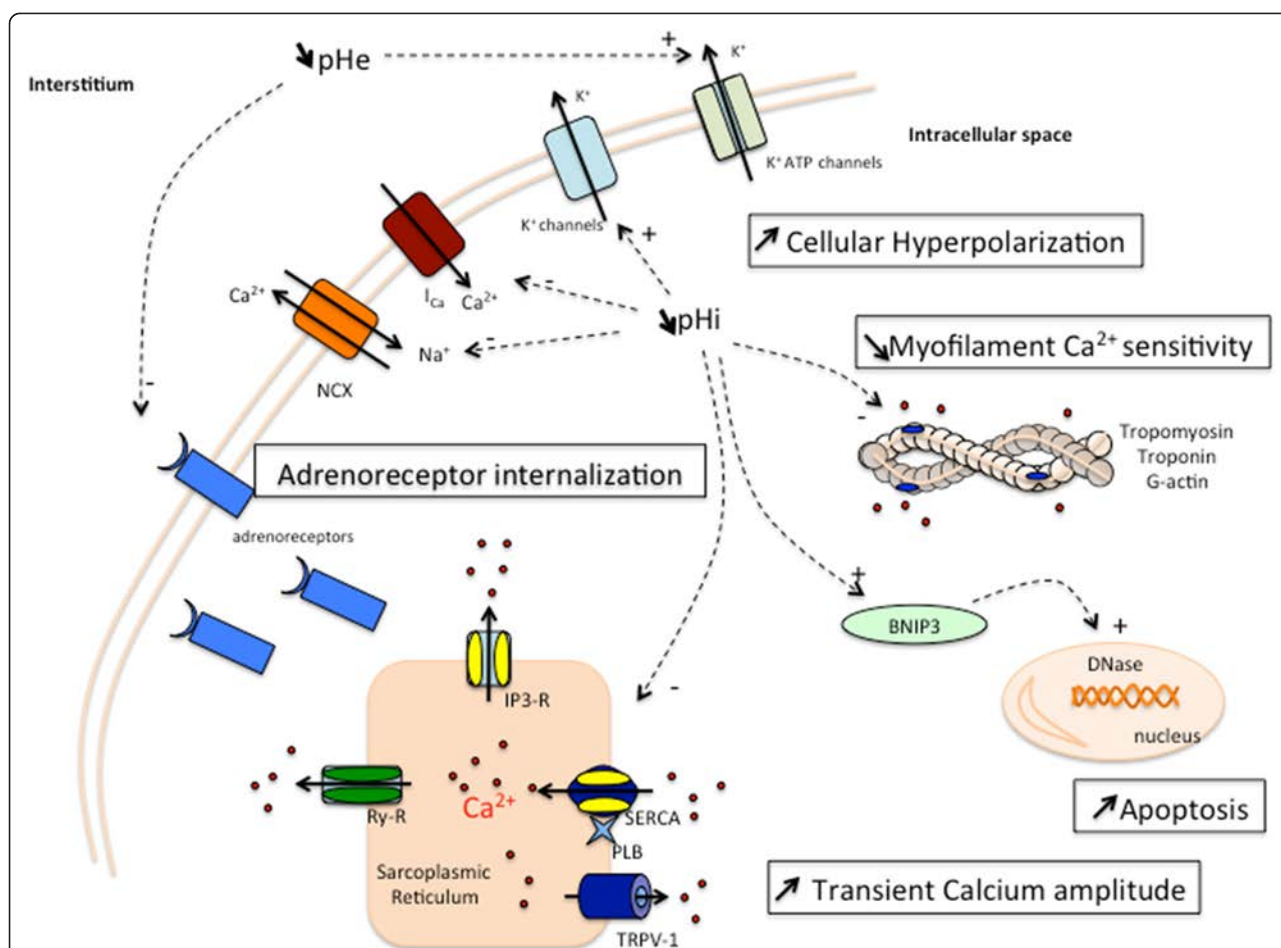 pHe
+
K⁺
Interstitium
K⁺
Intracellular space
K⁺ ATP channels
K⁺ channels
+
Cellular Hyperpolarization
I_Ca
Ca²⁺
-
Ca²⁺
pHi
Na⁺
-
NCX
Myofilament Ca²⁺ sensitivity
-
-
Tropomyosin
Troponin
G-actin
Adrenoreceptor internalization
adrenoreceptors
+
BNIP3
+
DNase
nucleus
-
IP3-R
Ca²⁺
Ry-R
SERCA
PLB
Apoptosis
Sarcoplasmic
Reticulum
Transient Calcium amplitude
TRPV-1